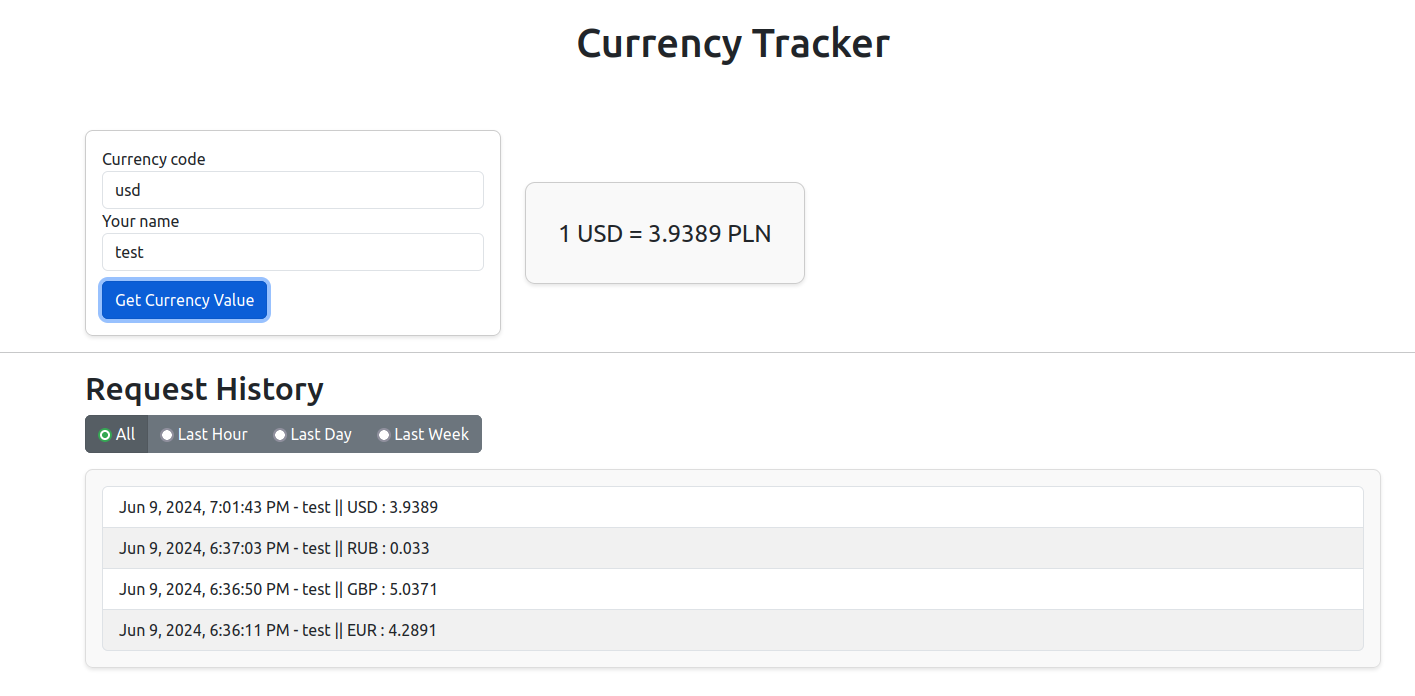 Currency Tracker
Currency code
usd
Your name
test
Get Currency Value
1 USD = 3.9389 PLN
Request History
All Last Hour Last Day Last Week
Jun 9, 2024, 7:01:43 PM - test || USD : 3.9389
Jun 9, 2024, 6:37:03 PM - test || RUB : 0.033
Jun 9, 2024, 6:36:50 PM - test || GBP : 5.0371
Jun 9, 2024, 6:36:11 PM - test || EUR : 4.2891